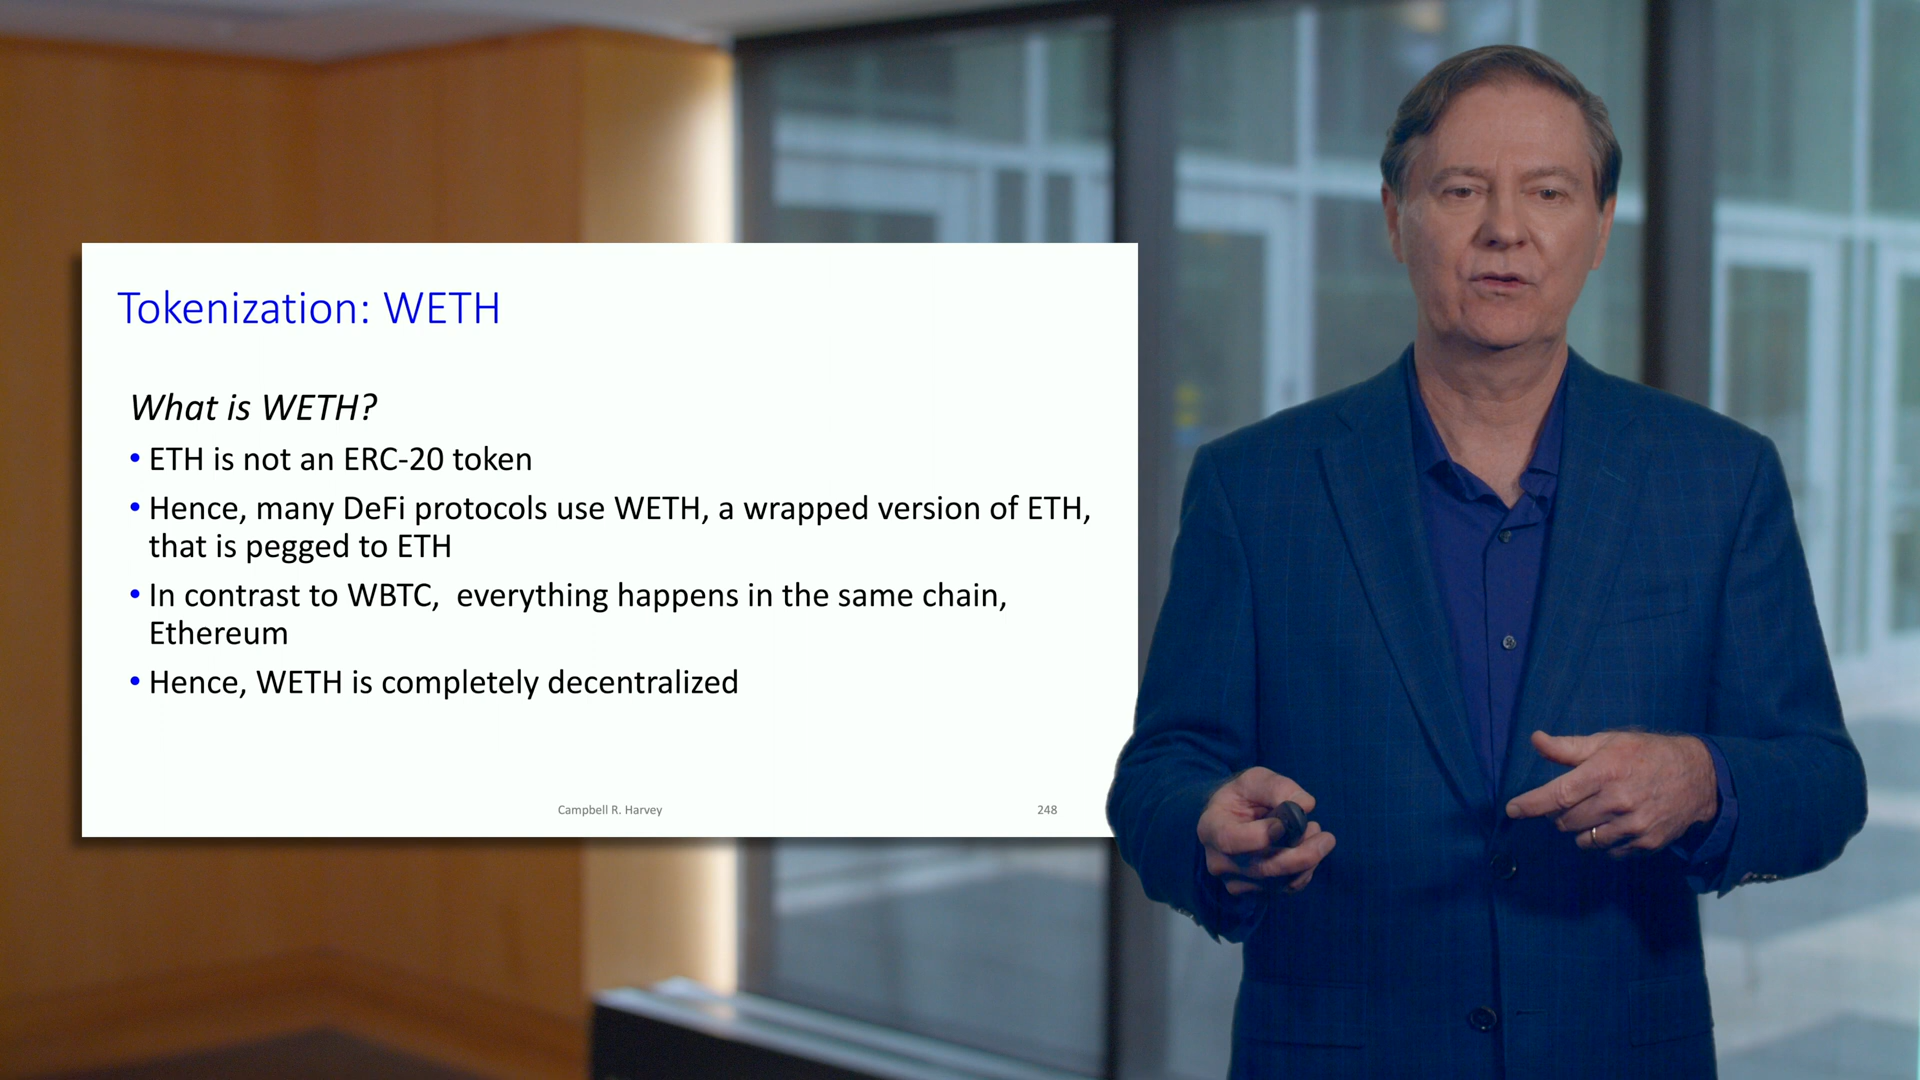 Tokenization: WETH
What is WETH?
• ETH is not an ERC-20 token
• Hence, many DeFi protocols use WETH, a wrapped version of ETH,
that is pegged to ETH
• In contrast to WBTC,  everything happens in the same chain,
Ethereum
• Hence, WETH is completely decentralized
Campbell R. Harvey
248